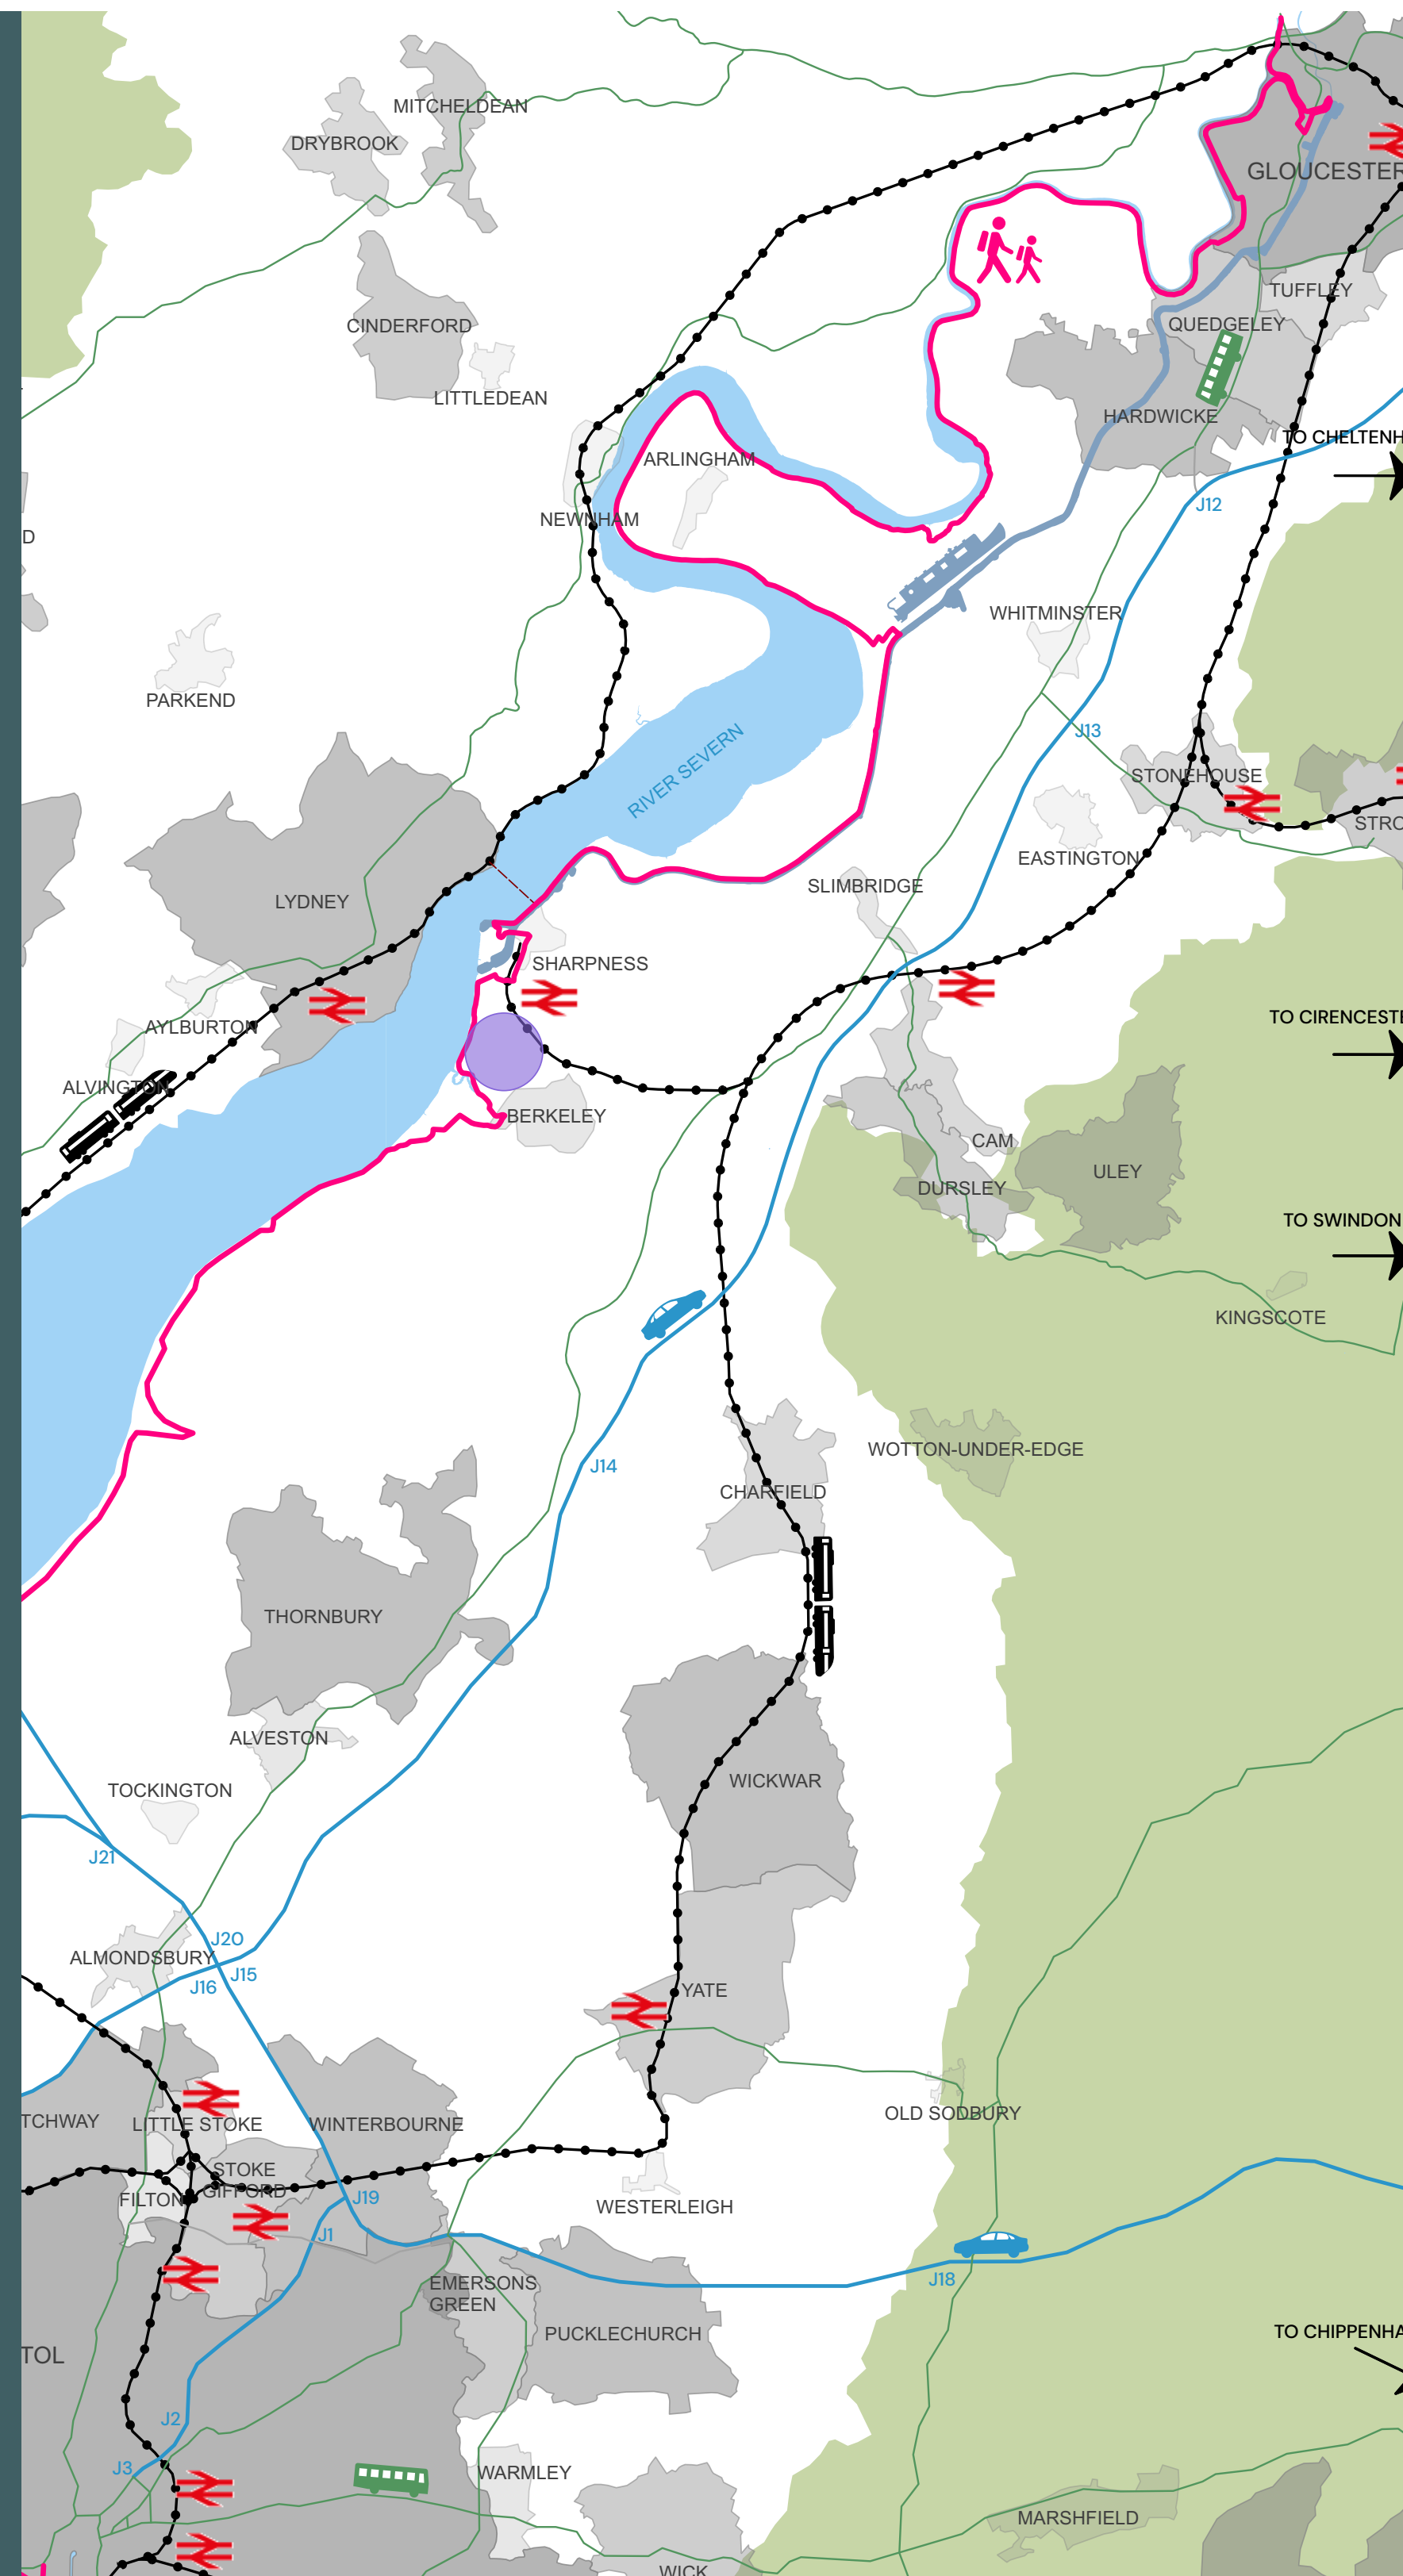 MITCHELDEAN
DRYBROOK
GLOUCESTER
TUFFLEY
CINDERFORD
QUEDGELEY
LITTLEDEAN
HARDWICKE
TO CHELTENH
ARLINGHAM
J12
NEWNHAM
D
WHITMINSTER
PARKEND
J13
RIVER SEVERN
STONEHOUSE
STRO
EASTINGTON
SLIMBRIDGE
LYDNEY
SHARPNESS
TO CIRENCESTE
AYLBURTON
ALVINGTON
BERKELEY
CAM
ULEY
DURSLEY
TO SWINDON
KINGSCOTE
WOTTON-UNDER-EDGE
J14
CHARFIELD
THORNBURY
ALVESTON
WICKWAR
TOCKINGTON
J21
J20
ALMONDSBURY
J15
J16
YATE
OLD SODBURY
TCHWAY
LITTLE STOKE
WINTERBOURNE
STOKE
GIFFORD
FILTON
J19
WESTERLEIGH
J1
J18
EMERSONS
GREEN
PUCKLECHURCH
TO CHIPPENHA
TOL
J2
J3
WARMLEY
MARSHFIELD
WICK